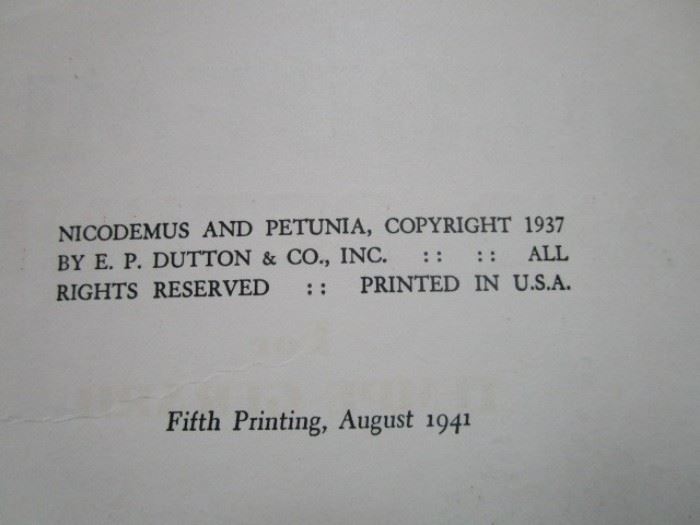 NICODEMUS AND PETUNIA, COPYRIGHT 1937
BY E. P. DUTTON & CO., INC. :: :: ALL
RIGHTS RESERVED :: PRINTED IN U.S.A.
Fifth Printing, August 1941